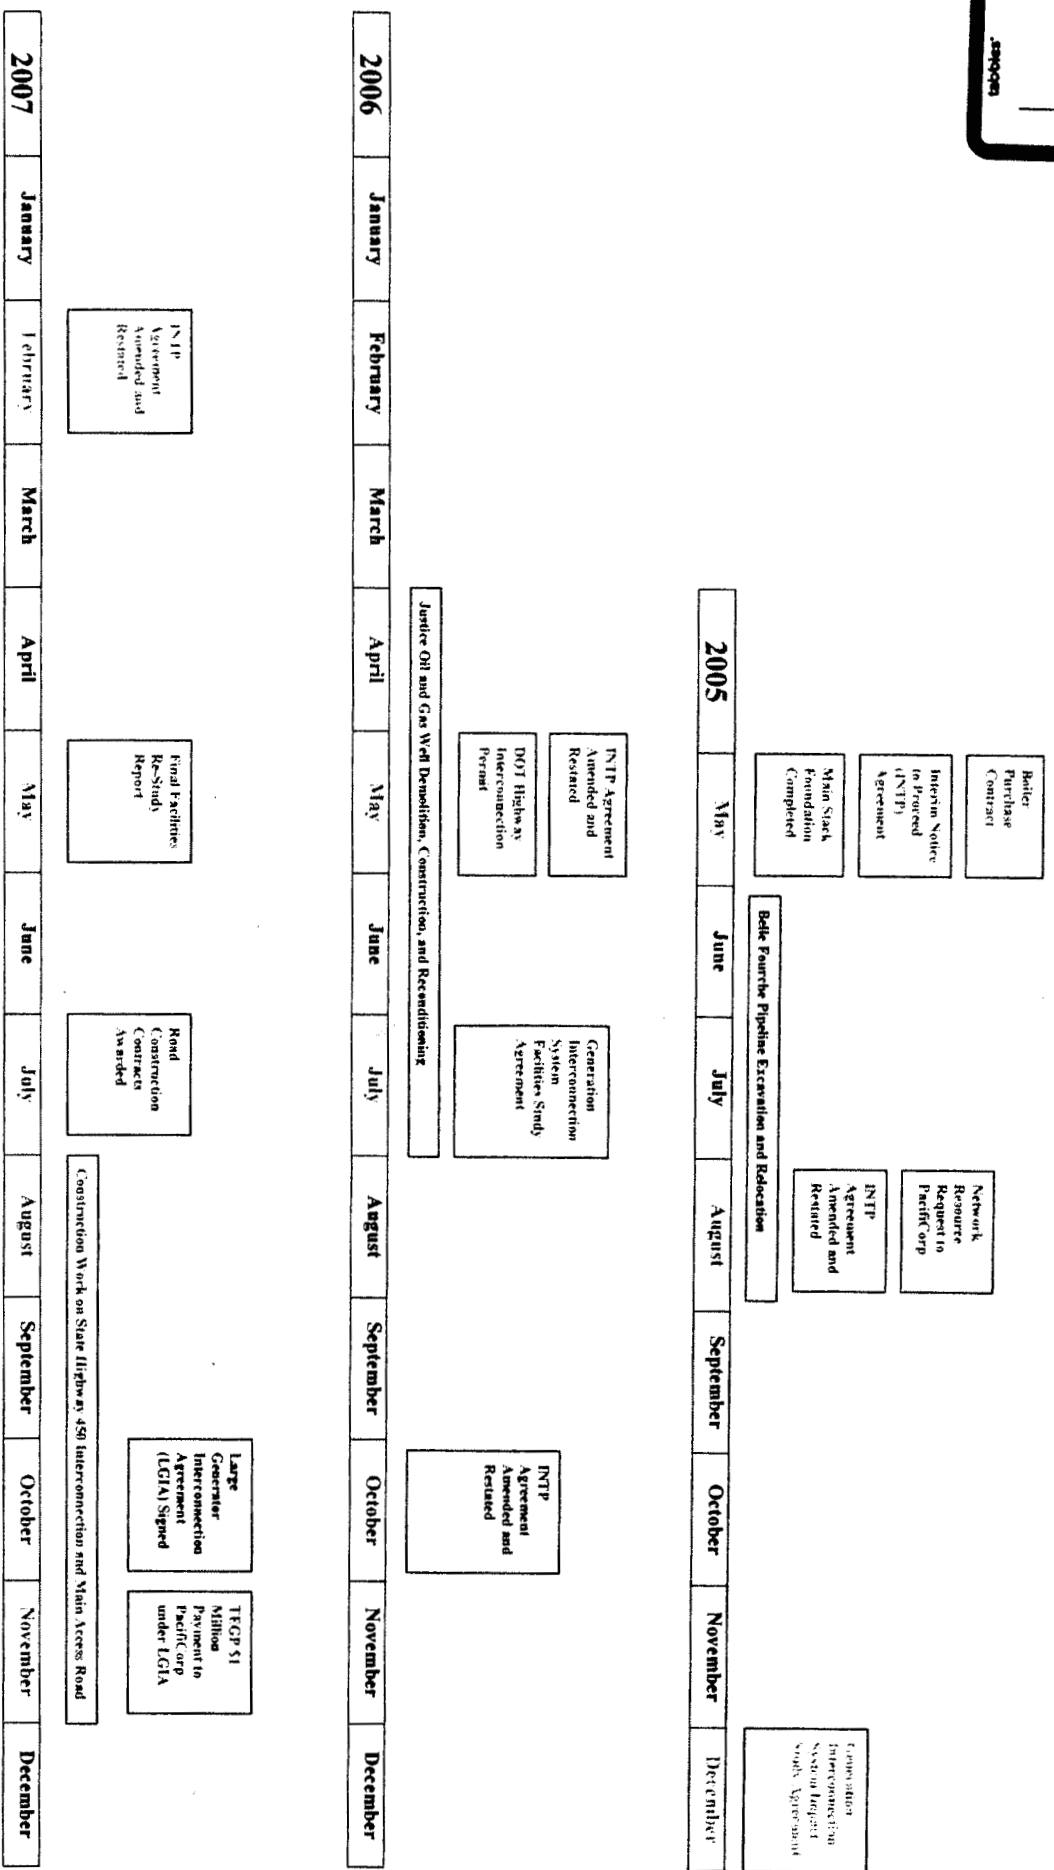 tabbies
Boiler
Purchase
Contract
Interim Notice
to Proceed
(INTP)
Agreement
Main Stack
Foundation
Completed
Network
Resource
Request to
PacifiCorp
INTP
Agreement
Amended and
Restated
Generation
Interconnection
System Impact
Study Agreement
Belle Fourche Pipeline Excavation and Relocation
2005
May
June
July
August
September
October
November
December
INTP Agreement
Amended and
Restated
DOT Highway
Interconnection
Permit
Generation
Interconnection
System
Facilities Study
Agreement
INTP
Agreement
Amended and
Restated
Justice Oil and Gas Well Demolition, Construction, and Reconditioning
2006
January
February
March
April
May
June
July
August
September
October
November
December
INTP
Agreement
Amended and
Restated
Final Facilities
Re-Study
Report
Road
Construction
Contracts
Awarded
Large
Generator
Interconnection
Agreement
(LGIA) Signed
TFGP $1
Million
Payment to
PacifiCorp
under LGIA
Construction Work on State Highway 450 Interconnection and Main Access Road
2007
January
February
March
April
May
June
July
August
September
October
November
December